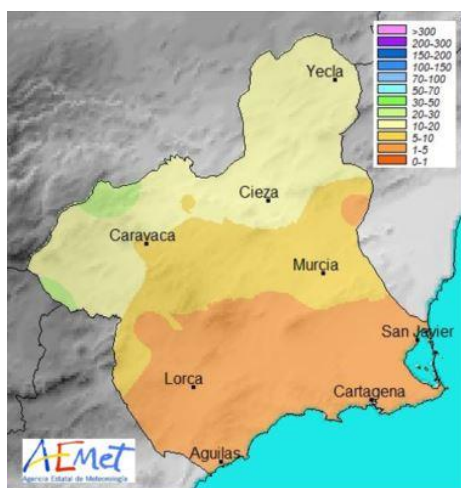 >300
200-300
150-200
100-150
70-100
50-70
30-50
20-30
10-20
5-10
1-5
0-1
Yecla
Cieza
Caravaca
Murcia
San Javier
Lorca
Cartagena
Aguilas
AEmet
Agencia Estatal de Meteorología